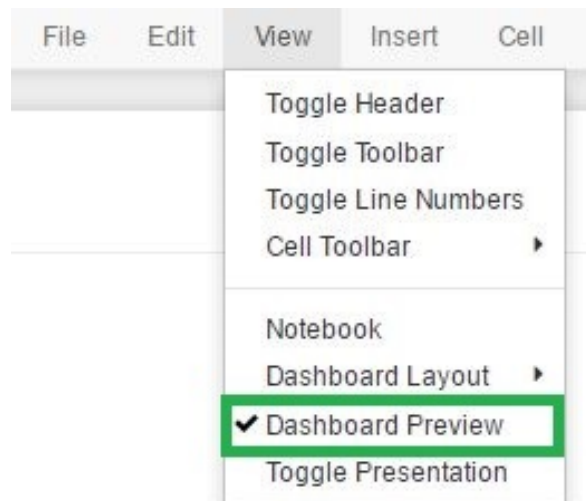 File Edit View Insert Cell
Toggle Header
Toggle Toolbar
Toggle Line Numbers
Cell Toolbar
Notebook
Dashboard Layout
Dashboard Preview
Toggle Presentation